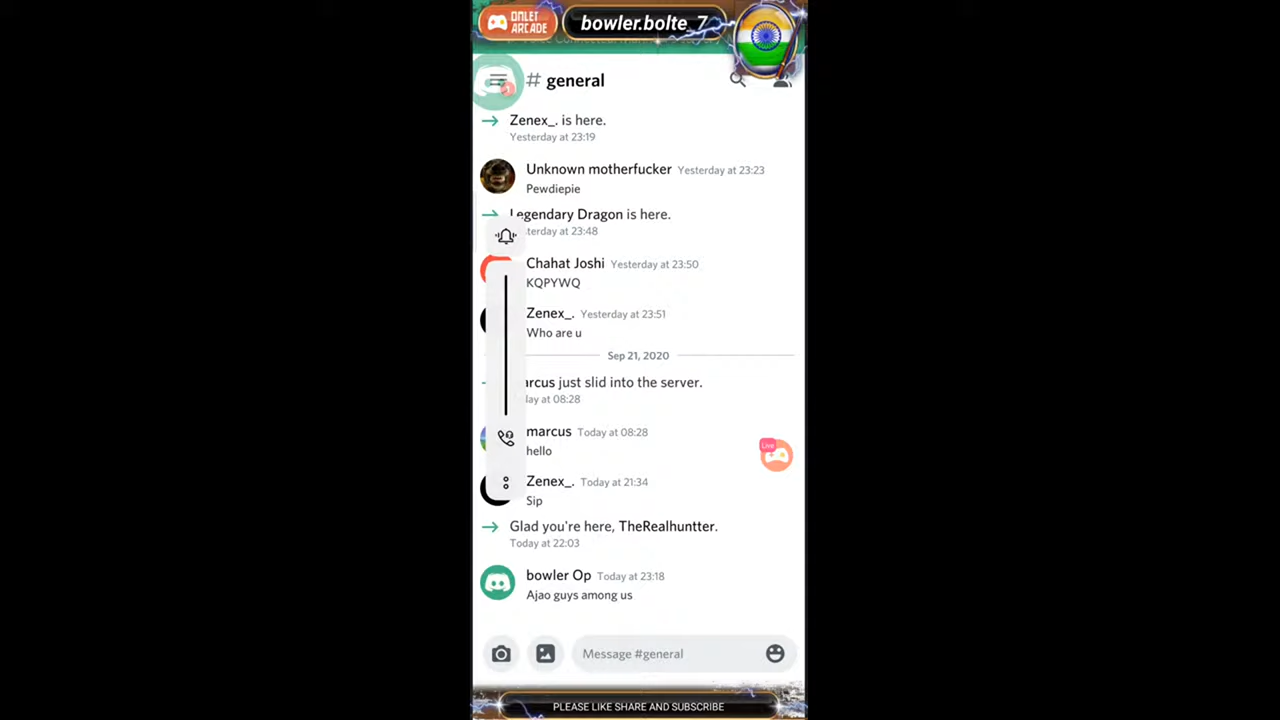 OMLET
ARCADE
bowler.bolte_7
# general
Zenex_. is here.
Yesterday at 23:19
Unknown motherfucker Yesterday at 23:23
Pewdiepie
Legendary Dragon is here.
terday at 23:48
Chahat Joshi Yesterday at 23:50
KQPYWQ
Zenex_. Yesterday at 23:51
Who are u
Sep 21, 2020
arcus just slid into the server.
ay at 08:28
marcus Today at 08:28
hello
Live
Zenex_. Today at 21:34
Sip
Glad you're here, TheRealhuntter.
Today at 22:03
bowler Op Today at 23:18
Ajao guys among us
Message #general
PLEASE LIKE SHARE AND SUBSCRIBE